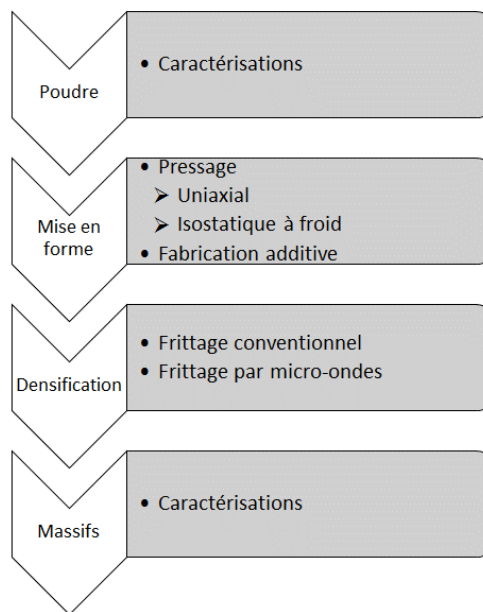 Poudre
• Caractérisations
Mise en
forme
• Pressage
➢ Uniaxial
➢ Isostatique à froid
• Fabrication additive
Densification
• Frittage conventionnel
• Frittage par micro-ondes
Massifs
• Caractérisations